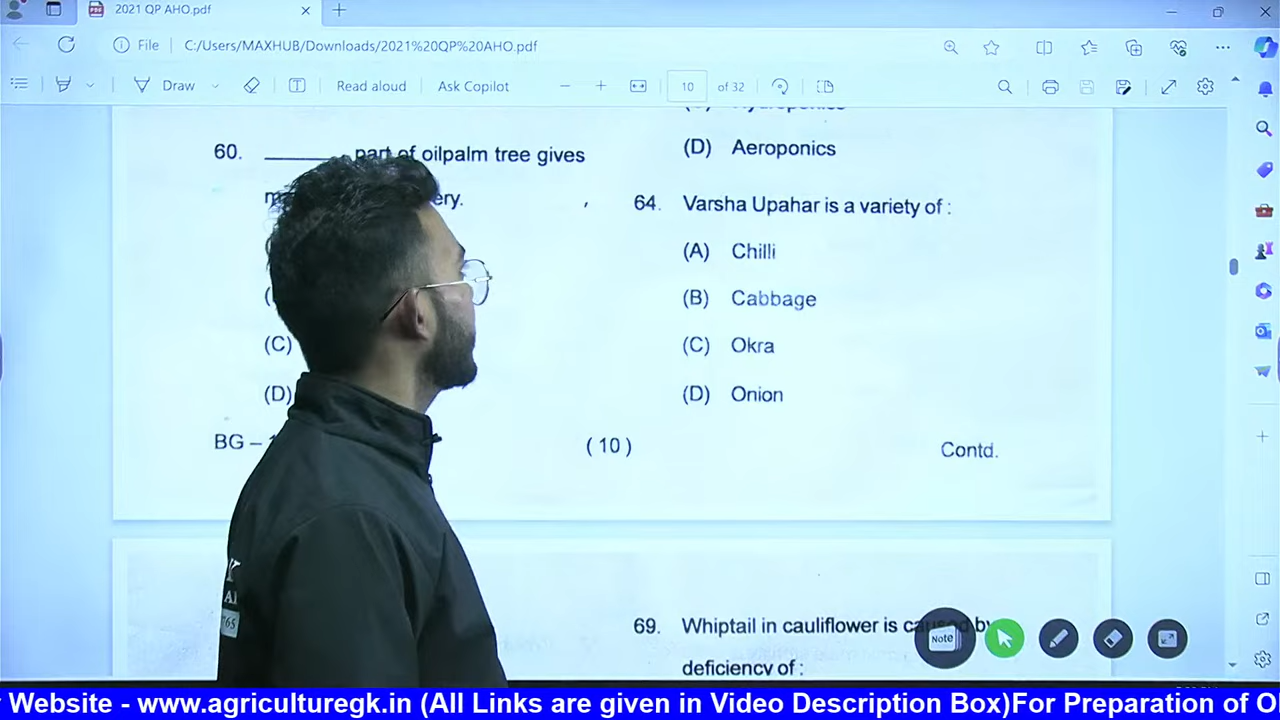 2021 QP AHO.pdf
File
C:/Users/MAXHUB/Downloads/2021%20QP%20AHO.pdf
Draw
Read aloud
Ask Copilot
10 of 32
60. ________ part of oilpalm tree gives
ery.
(C)
(D)
BG –
(D) Aeroponics
64. Varsha Upahar is a variety of :
(A) Chilli
(B) Cabbage
(C) Okra
(D) Onion
( 10 )
Contd.
69. Whiptail in cauliflower is caused by
deficiency of :
Note
Website - www.agriculturegk.in (All Links are given in Video Description Box)For Preparation of O